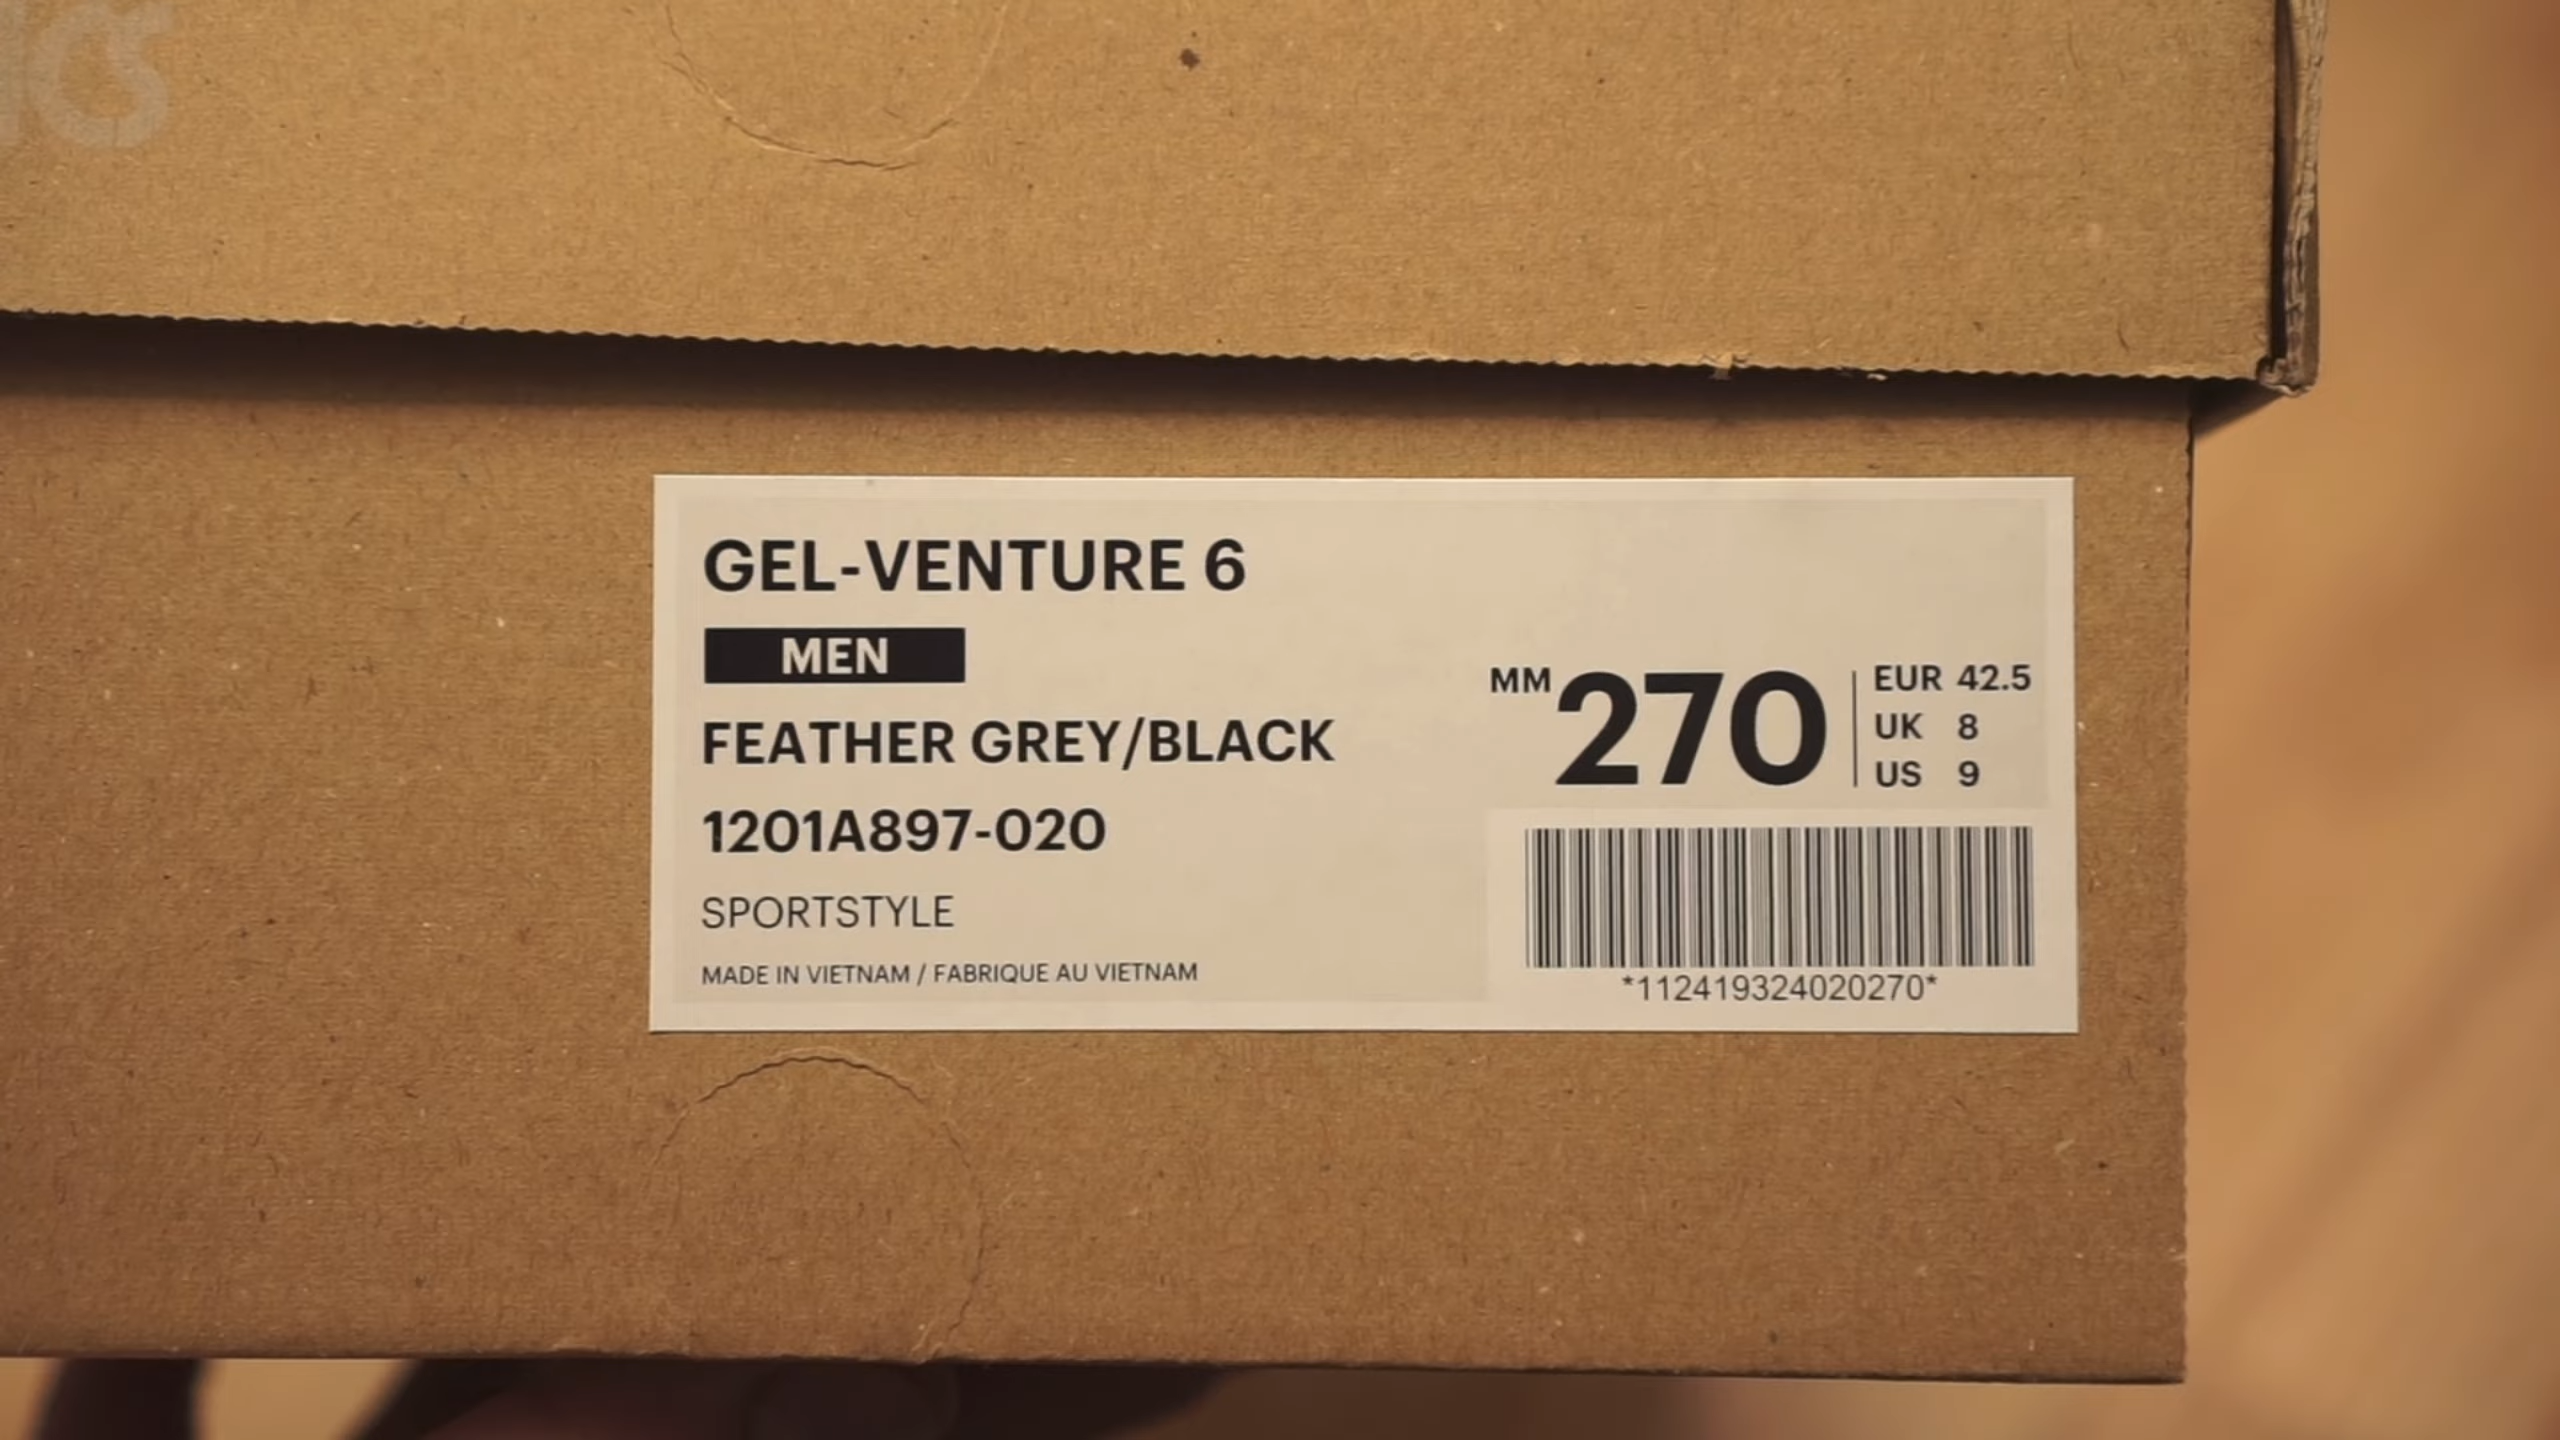 ics
GEL-VENTURE 6
MEN
FEATHER GREY/BLACK
1201A897-020
SPORTSTYLE
MADE IN VIETNAM / FABRIQUE AU VIETNAM
MM 270
EUR 42.5
UK 8
US 9
*112419324020270*